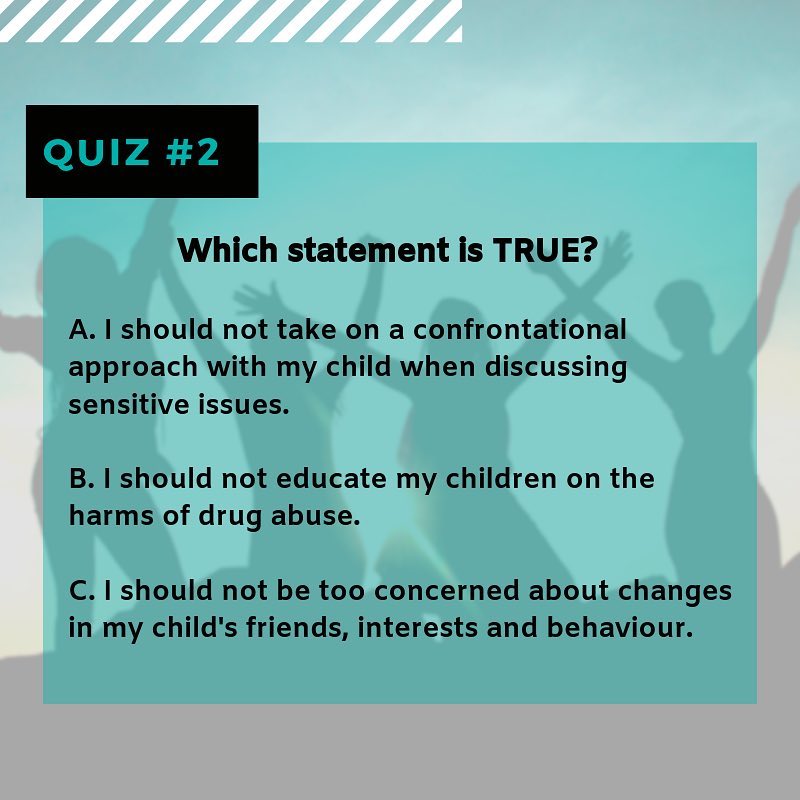 QUIZ #2
Which statement is TRUE?
A. I should not take on a confrontational
approach with my child when discussing
sensitive issues.
B. I should not educate my children on the
harms of drug abuse.
C. I should not be too concerned about changes
in my child's friends, interests and behaviour.